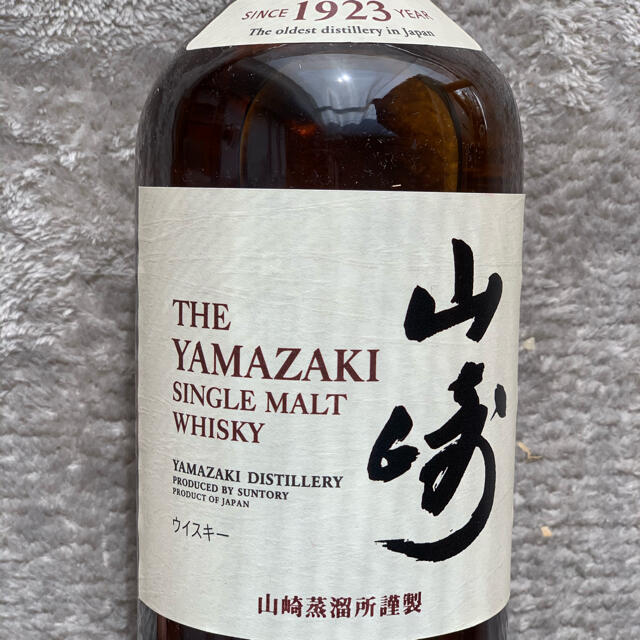 SINCE 1923 YEAR
The oldest distillery in Japan
THE
YAMAZAKI
SINGLE MALT
WHISKY
山崎
YAMAZAKI DISTILLERY
PRODUCED BY SUNTORY
PRODUCT OF JAPAN
ウイスキー
山崎蒸溜所謹製